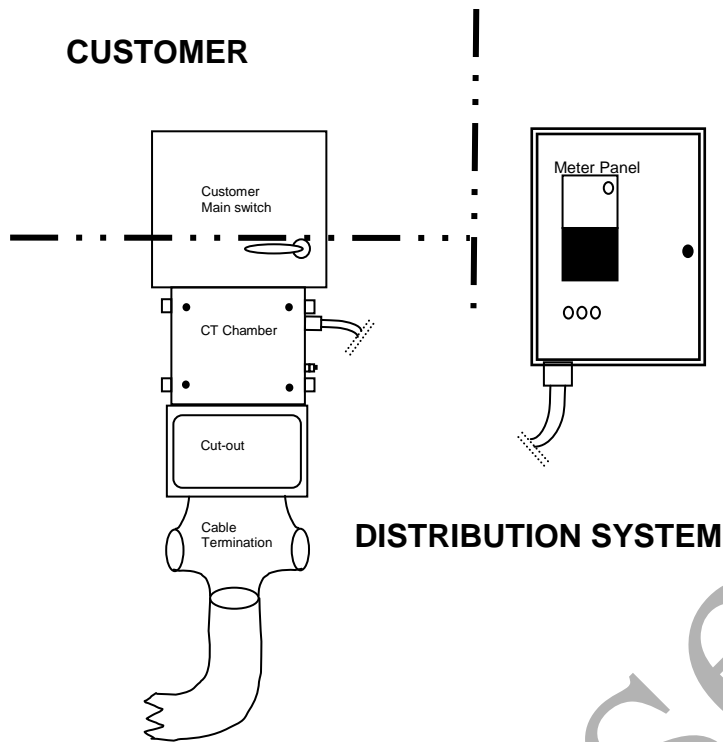 CUSTOMER
Meter Panel
Customer
Main switch
CT Chamber
Cut-out
Cable
Termination
DISTRIBUTION SYSTEM